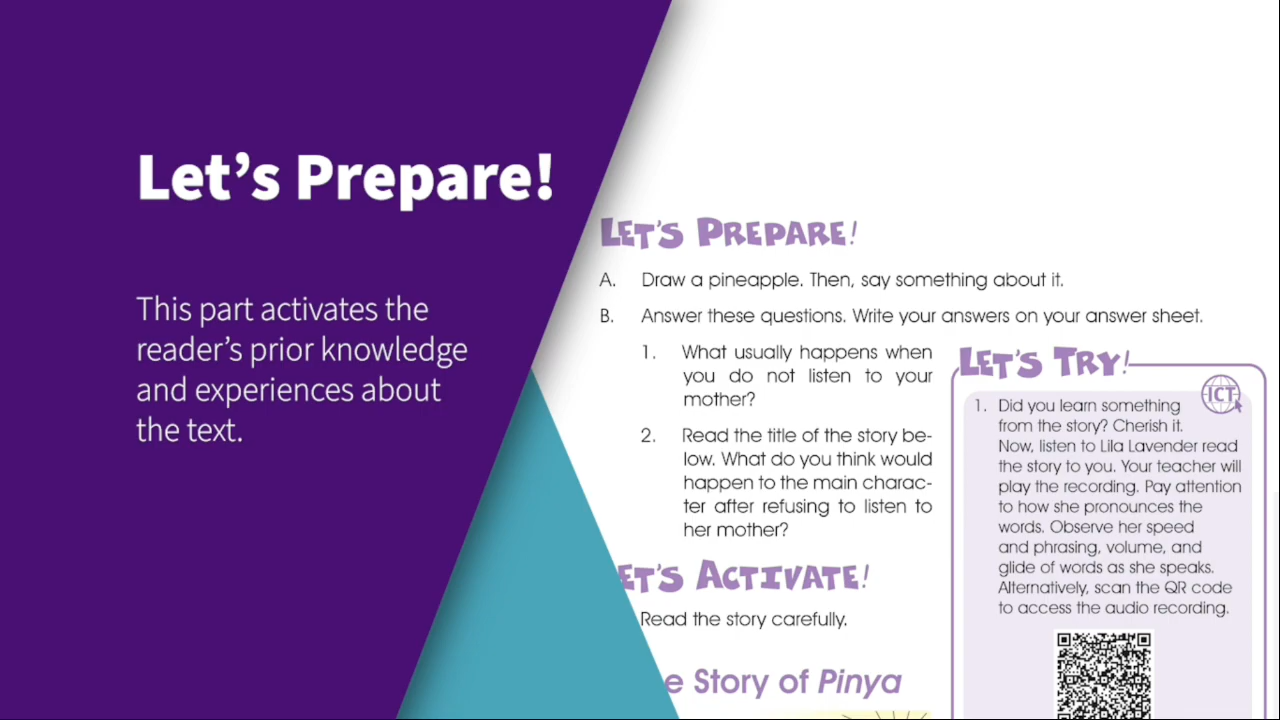 Let's Prepare!
This part activates the
reader's prior knowledge
and experiences about
the text.
LET'S PREPARE!
A. Draw a pineapple. Then, say something about it.
B. Answer these questions. Write your answers on your answer sheet.
1. What usually happens when
you do not listen to your
mother?
2. Read the title of the story be-
low. What do you think would
happen to the main charac-
ter after refusing to listen to
her mother?
ET'S ACTIVATE!
Read the story carefully.
e Story of Pinya
LET'S TRY!
ICT
1. Did you learn something
from the story? Cherish it.
Now, listen to Lila Lavender read
the story to you. Your teacher will
play the recording. Pay attention
to how she pronounces the
words. Observe her speed
and phrasing, volume, and
glide of words as she speaks.
Alternatively, scan the QR code
to access the audio recording.